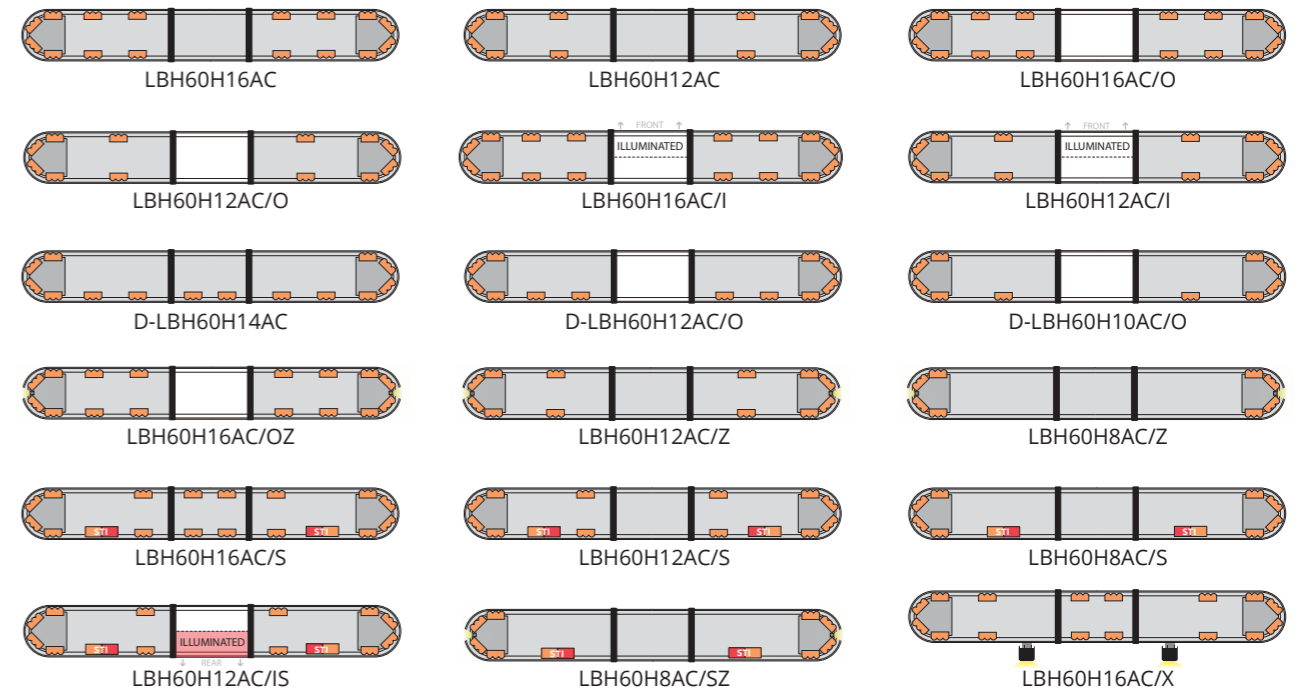 LBH60H16AC
LBH60H12AC
LBH60H16AC/O
LBH60H12AC/O
↑ FRONT ↑
ILLUMINATED
LBH60H16AC/I
↑ FRONT ↑
ILLUMINATED
LBH60H12AC/I
D-LBH60H14AC
D-LBH60H12AC/O
D-LBH60H10AC/O
LBH60H16AC/OZ
LBH60H12AC/Z
LBH60H8AC/Z
STI STI
LBH60H16AC/S
STI STI
LBH60H12AC/S
STI STI
LBH60H8AC/S
STI ILLUMINATED STI
↓ REAR ↓
LBH60H12AC/IS
STI STI
LBH60H8AC/SZ
LBH60H16AC/X